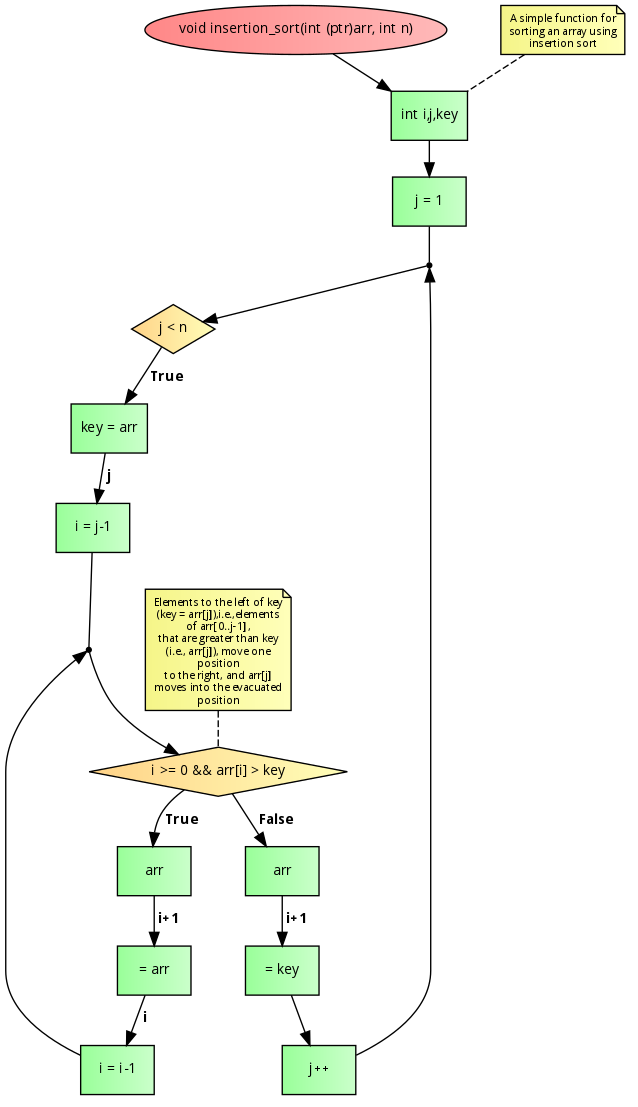 void insertion_sort(int (ptr)arr, int n)
A simple function for
sorting an array using
insertion sort
int i,j,key
j = 1
j < n
True
key = arr
j
i = j-1
Elements to the left of key
(key = arr[j]),i.e.,elements
of arr[0..j-1],
that are greater than key
(i.e., arr[j]), move one
position
to the right, and arr[j]
moves into the evacuated
position
i >= 0 && arr[i] > key
True
False
arr
arr
i+1
i+1
= arr
= key
i
i = i-1
j++